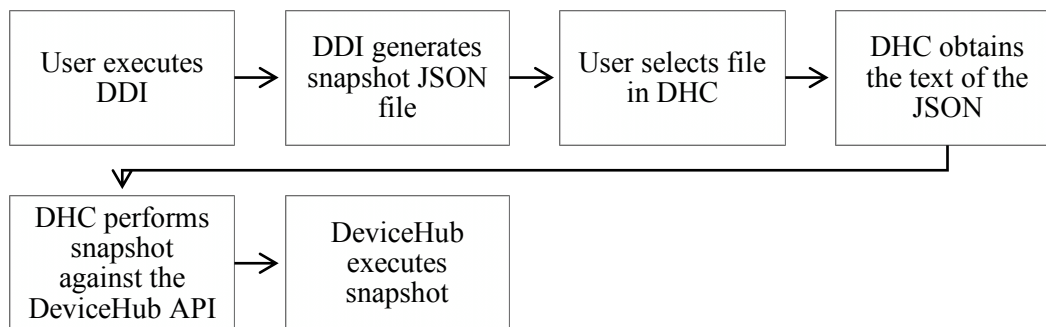 User executes
DDI
DDI generates
snapshot JSON
file
User selects file
in DHC
DHC obtains
the text of the
JSON
DHC performs
snapshot
against the
DeviceHub API
DeviceHub
executes
snapshot